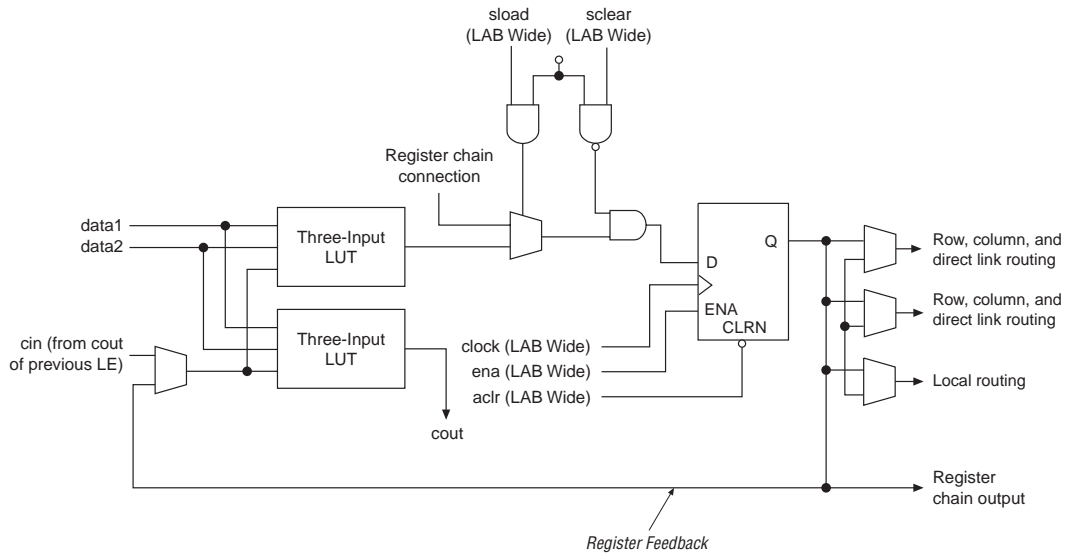 sload
(LAB Wide)
sclear
(LAB Wide)
Register chain
connection
data1
data2
Three-Input
LUT
Three-Input
LUT
cin (from cout
of previous LE)
cout
Q
D
ENA
CLRN
clock (LAB Wide)
ena (LAB Wide)
aclr (LAB Wide)
Row, column, and
direct link routing
Row, column, and
direct link routing
Local routing
Register
chain output
Register Feedback